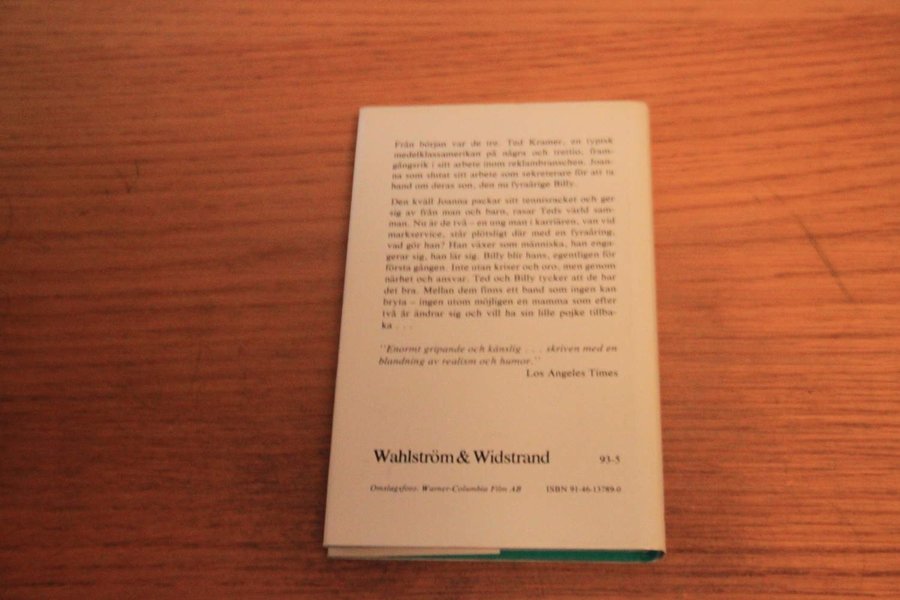 Från början var de tre. Ted Kramer, en typisk
medelklassamerikan på några och trettio, fram-
gångsrik i sitt arbete inom reklambranschen. Joan-
na som slutat sitt arbete som sekreterare för att ta
hand om deras son, den nu fyraårige Billy.
Den kväll Joanna packar sitt tennisracket och ger
sig av från man och barn, rasar Teds värld sam-
man. Nu är de två – en ung man i karriären, van vid
markservice, står plötsligt där med en fyraåring,
vad gör han? Han växer som människa, han enga-
gerar sig, han lär sig. Billy blir hans, egentligen för
första gången. Inte utan kriser och oro, men genom
närhet och ansvar. Ted och Billy tycker att de har
det bra. Mellan dem finns ett band som ingen kan
bryta – ingen utom möjligen en mamma som efter
två år ändrar sig och vill ha sin lille pojke tillba-
ka . . .
"Enormt gripande och känslig . . . skriven med en
blandning av realism och humor."
Los Angeles Times
Wahlström & Widstrand 93-5
Omslagsfoto. Warner-Columbia Film AB ISBN 91-46-13789-0